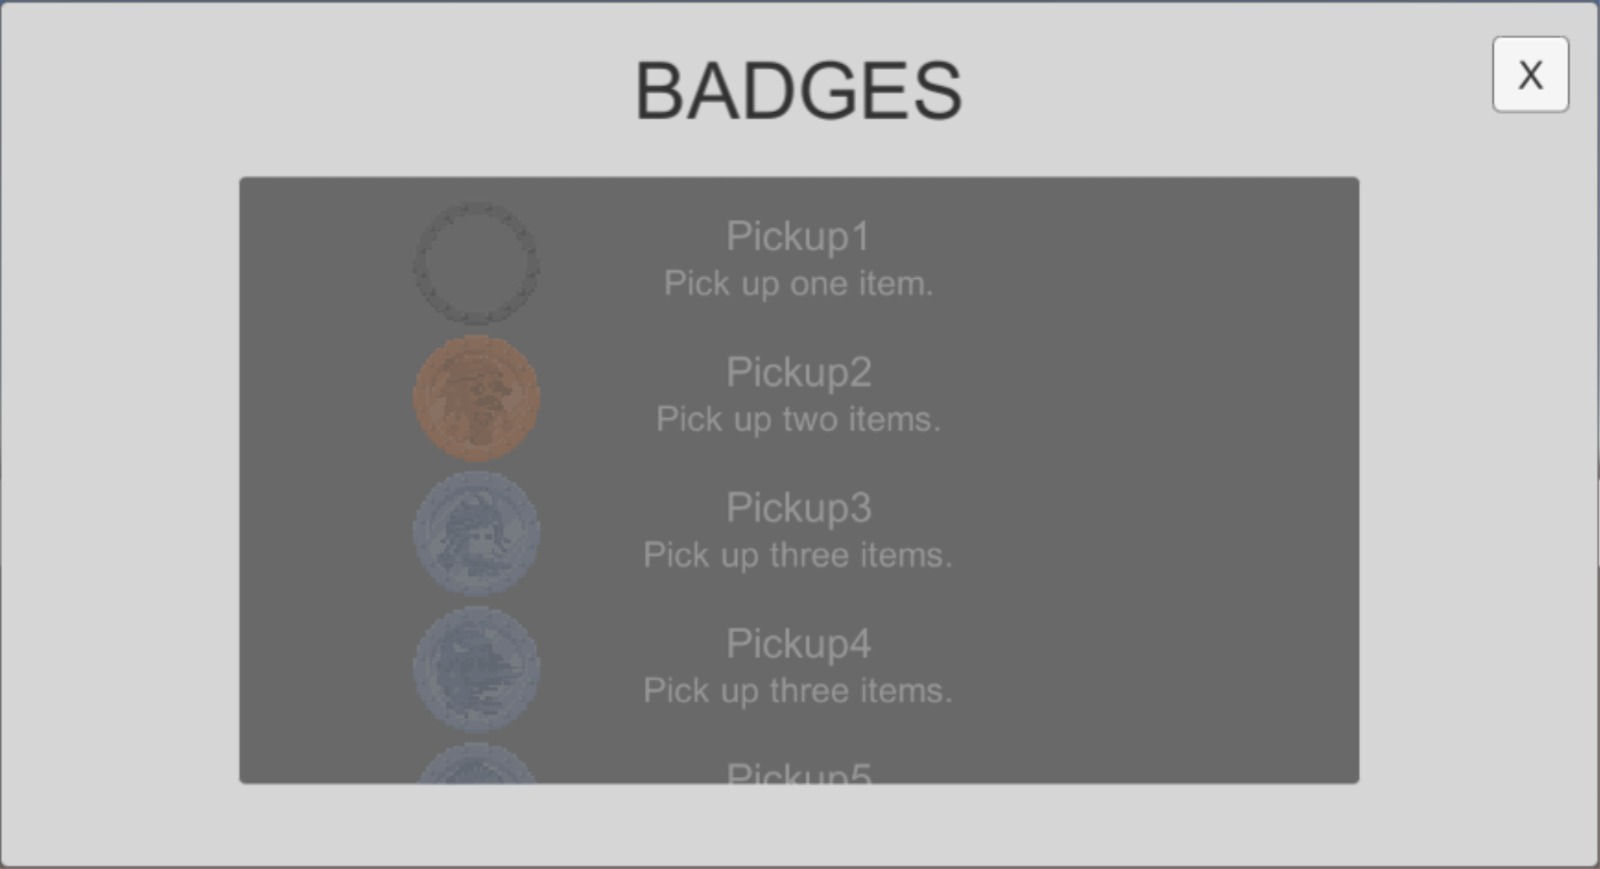 BADGES
X
Pickup1
Pick up one item.
Pickup2
Pick up two items.
Pickup3
Pick up three items.
Pickup4
Pick up three items.
Pickup5